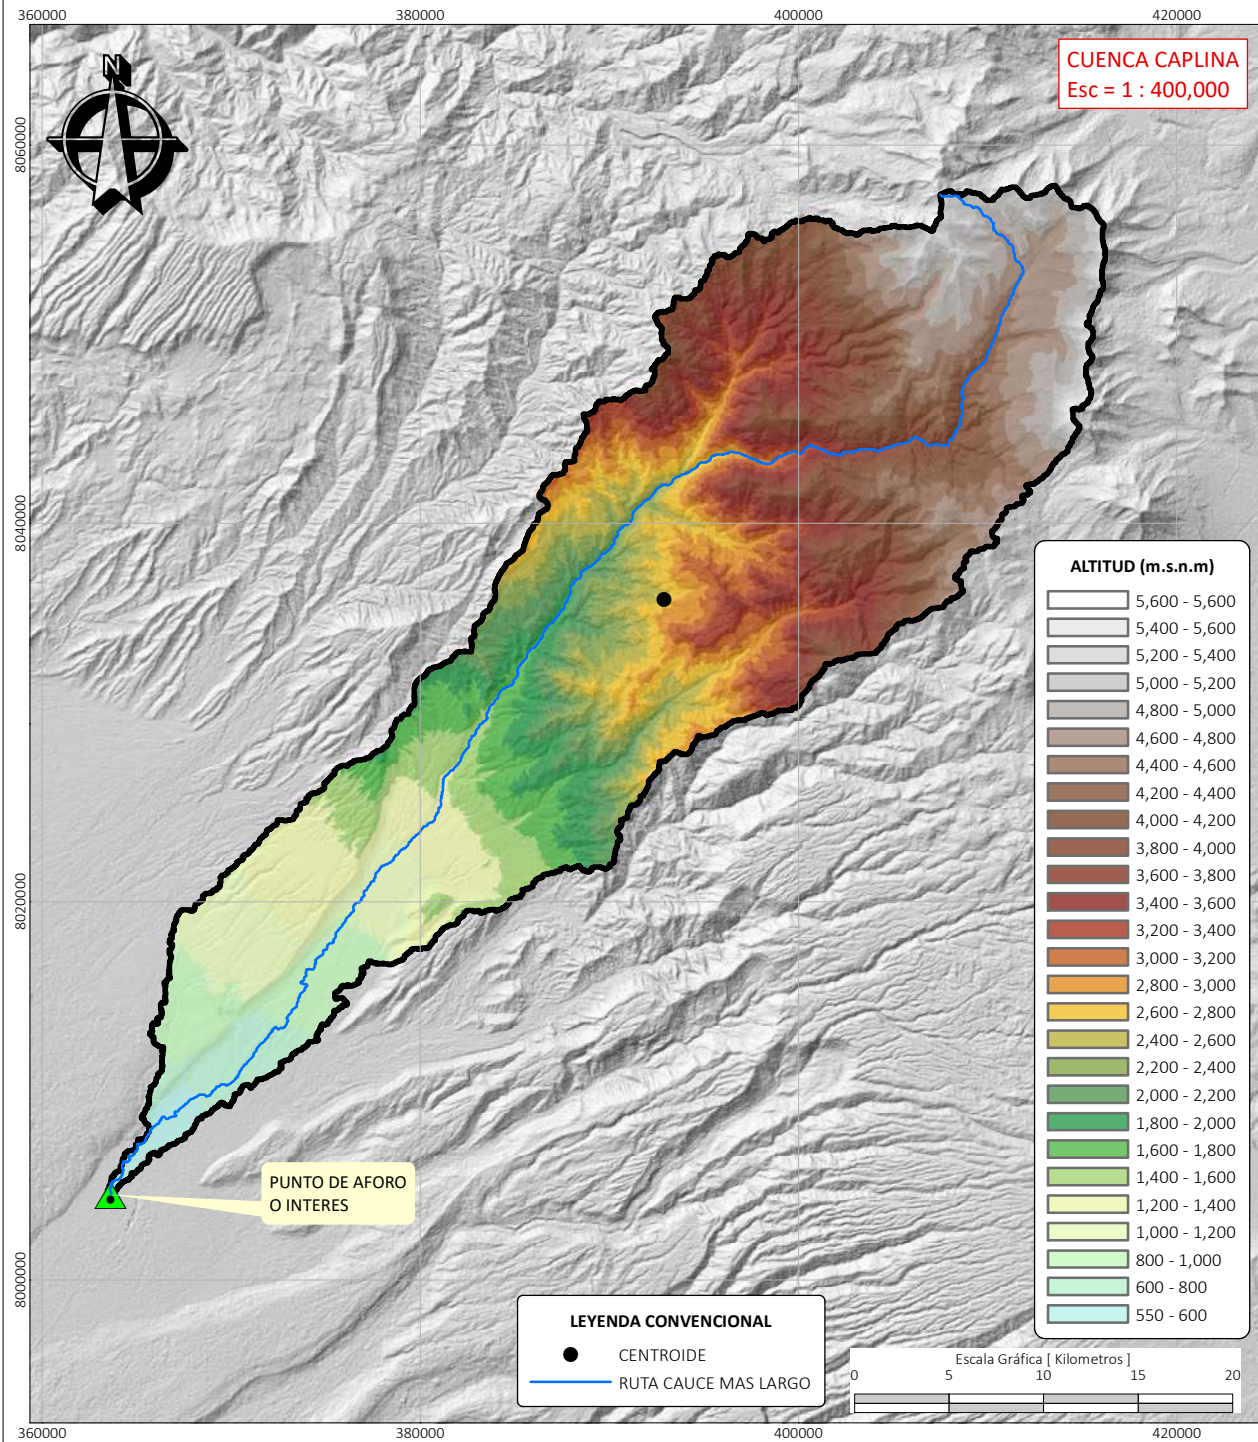 360000
380000
400000
420000
CUENCA CAPLINA
Esc = 1 : 400,000
N
8060000
8040000
8020000
8000000
ALTITUD (m.s.n.m)
5,600 - 5,600
5,400 - 5,600
5,200 - 5,400
5,000 - 5,200
4,800 - 5,000
4,600 - 4,800
4,400 - 4,600
4,200 - 4,400
4,000 - 4,200
3,800 - 4,000
3,600 - 3,800
3,400 - 3,600
3,200 - 3,400
3,000 - 3,200
2,800 - 3,000
2,600 - 2,800
2,400 - 2,600
2,200 - 2,400
2,000 - 2,200
1,800 - 2,000
1,600 - 1,800
1,400 - 1,600
1,200 - 1,400
1,000 - 1,200
800 - 1,000
600 - 800
550 - 600
PUNTO DE AFORO
O INTERES
LEYENDA CONVENCIONAL
CENTROIDE
RUTA CAUCE MAS LARGO
Escala Gráfica [ Kilometros ]
0
5
10
15
20
360000
380000
400000
420000